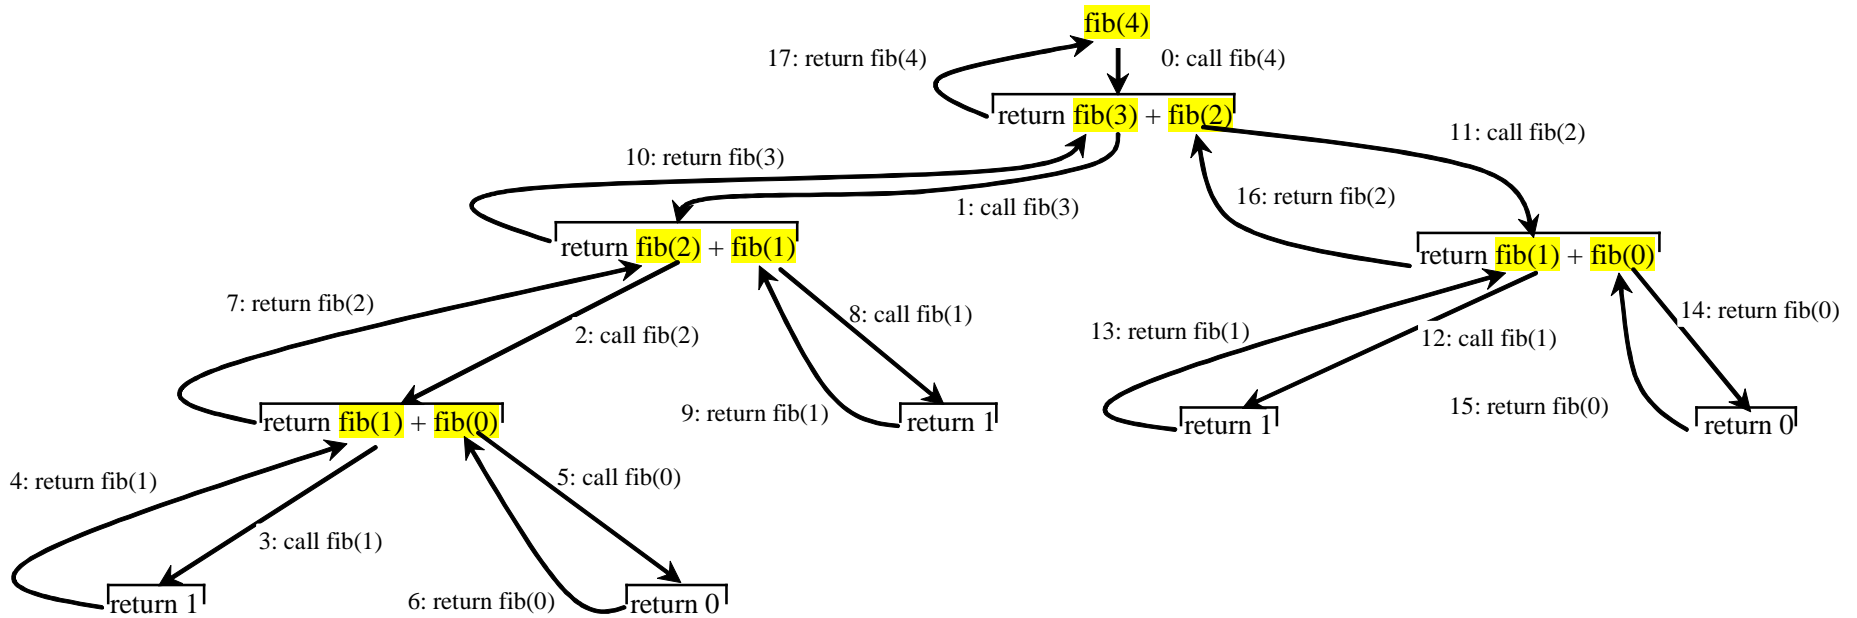 fib(4)
17: return fib(4)
0: call fib(4)
return fib(3) + fib(2)
11: call fib(2)
10: return fib(3)
1: call fib(3)
16: return fib(2)
return fib(2) + fib(1)
return fib(1) + fib(0)
7: return fib(2)
2: call fib(2)
8: call fib(1)
14: return fib(0)
13: return fib(1)
12: call fib(1)
9: return fib(1)
15: return fib(0)
return fib(1) + fib(0)
return 1
return 1
return 0
4: return fib(1)
5: call fib(0)
3: call fib(1)
6: return fib(0)
return 1
return 0